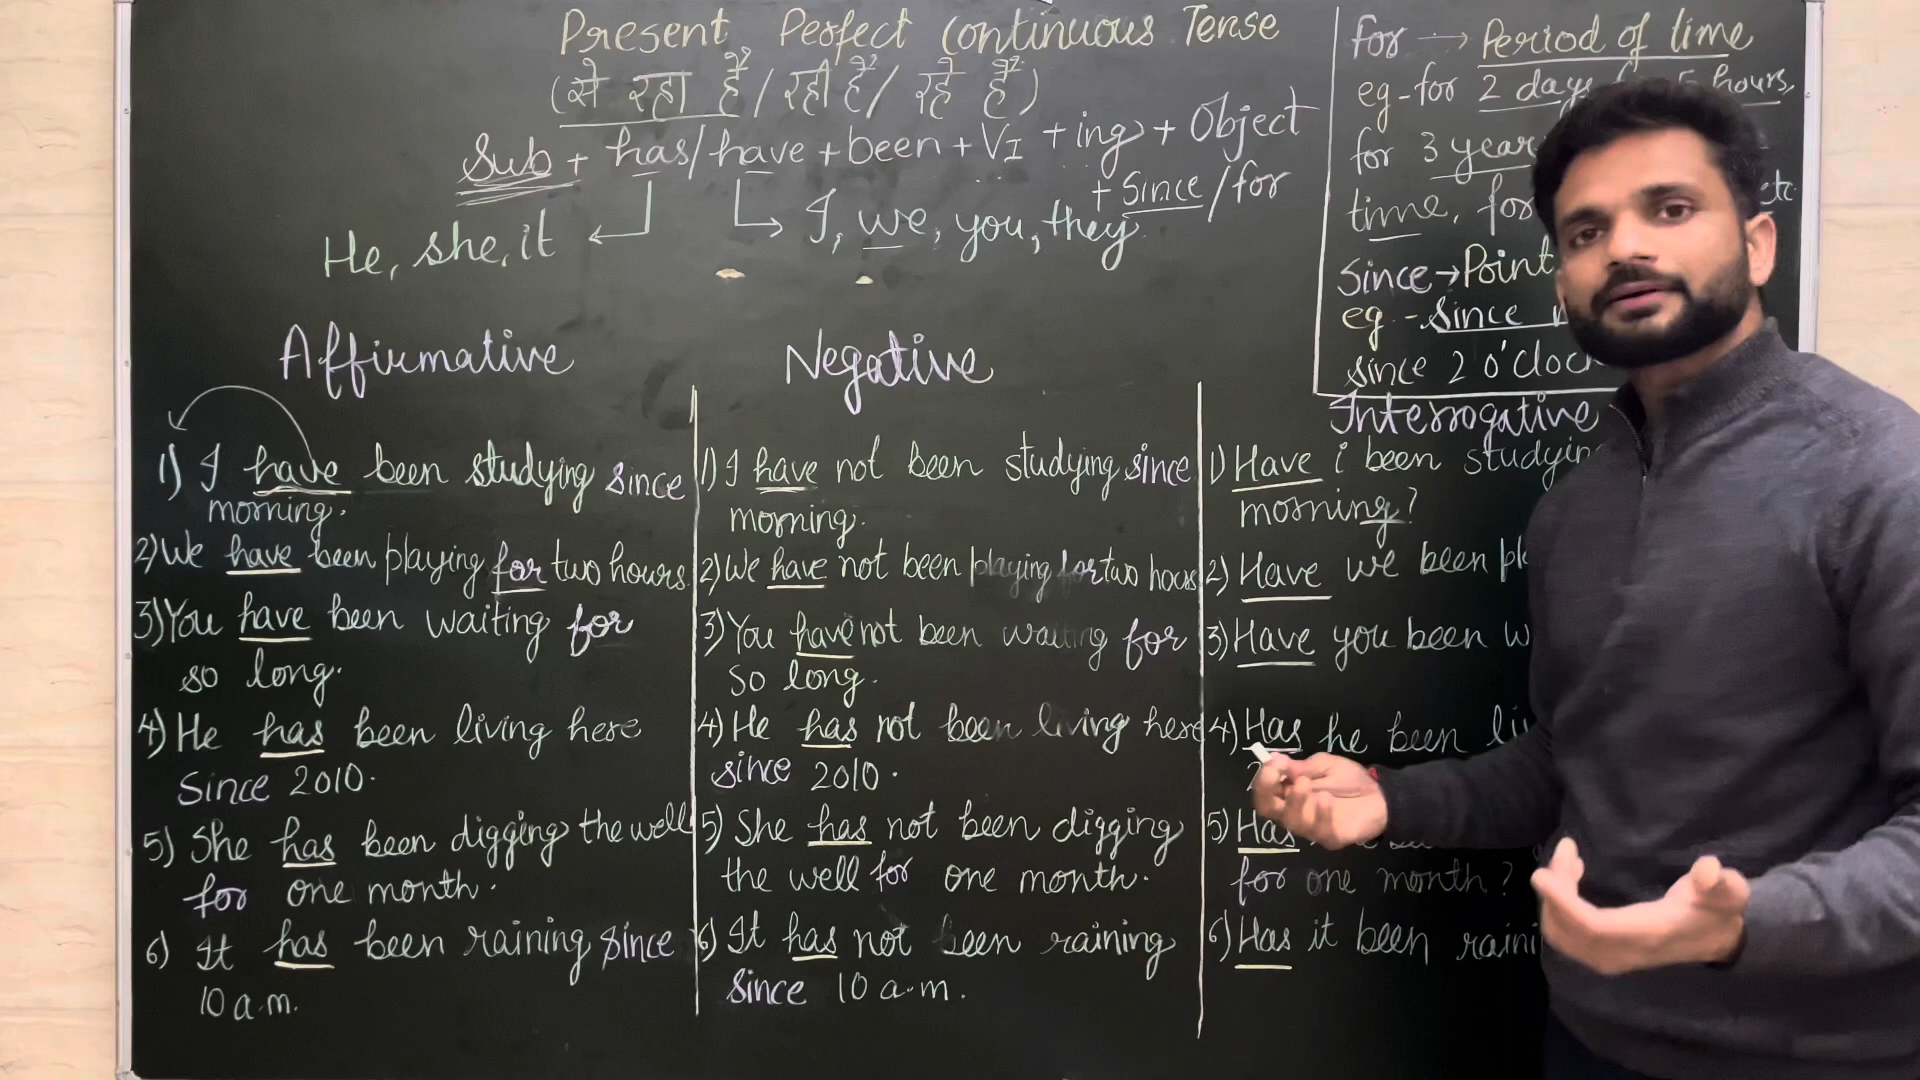 Present Perfect Continuous Tense
(से रहा है / रही है / रहे हैं)
Sub + has/have + been + V1 + ing + Object
+ Since/for
He, she, it
I, we, you, they
for → Period of time
eg - for 2 days 5 hours,
for 3 year
time, for etc.
Since → Point
eg - Since
since 2 o'clock
Affirmative
1) I have been studying since
morning.
2) We have been playing for two hours.
3) You have been waiting for
so long.
4) He has been living here
Since 2010.
5) She has been digging the well
for one month.
6) It has been raining since
10 a.m.
Negative
1) I have not been studying since
morning.
2) We have not been playing for two hours
3) You have not been waiting for
so long.
4) He has not been living here
since 2010.
5) She has not been digging
the well for one month.
6) It has not been raining
since 10 a.m.
Interrogative
1) Have i been studying
morning?
2) Have we been
3) Have you been
4) Has he been
5) Has
for one month?
6) Has it been